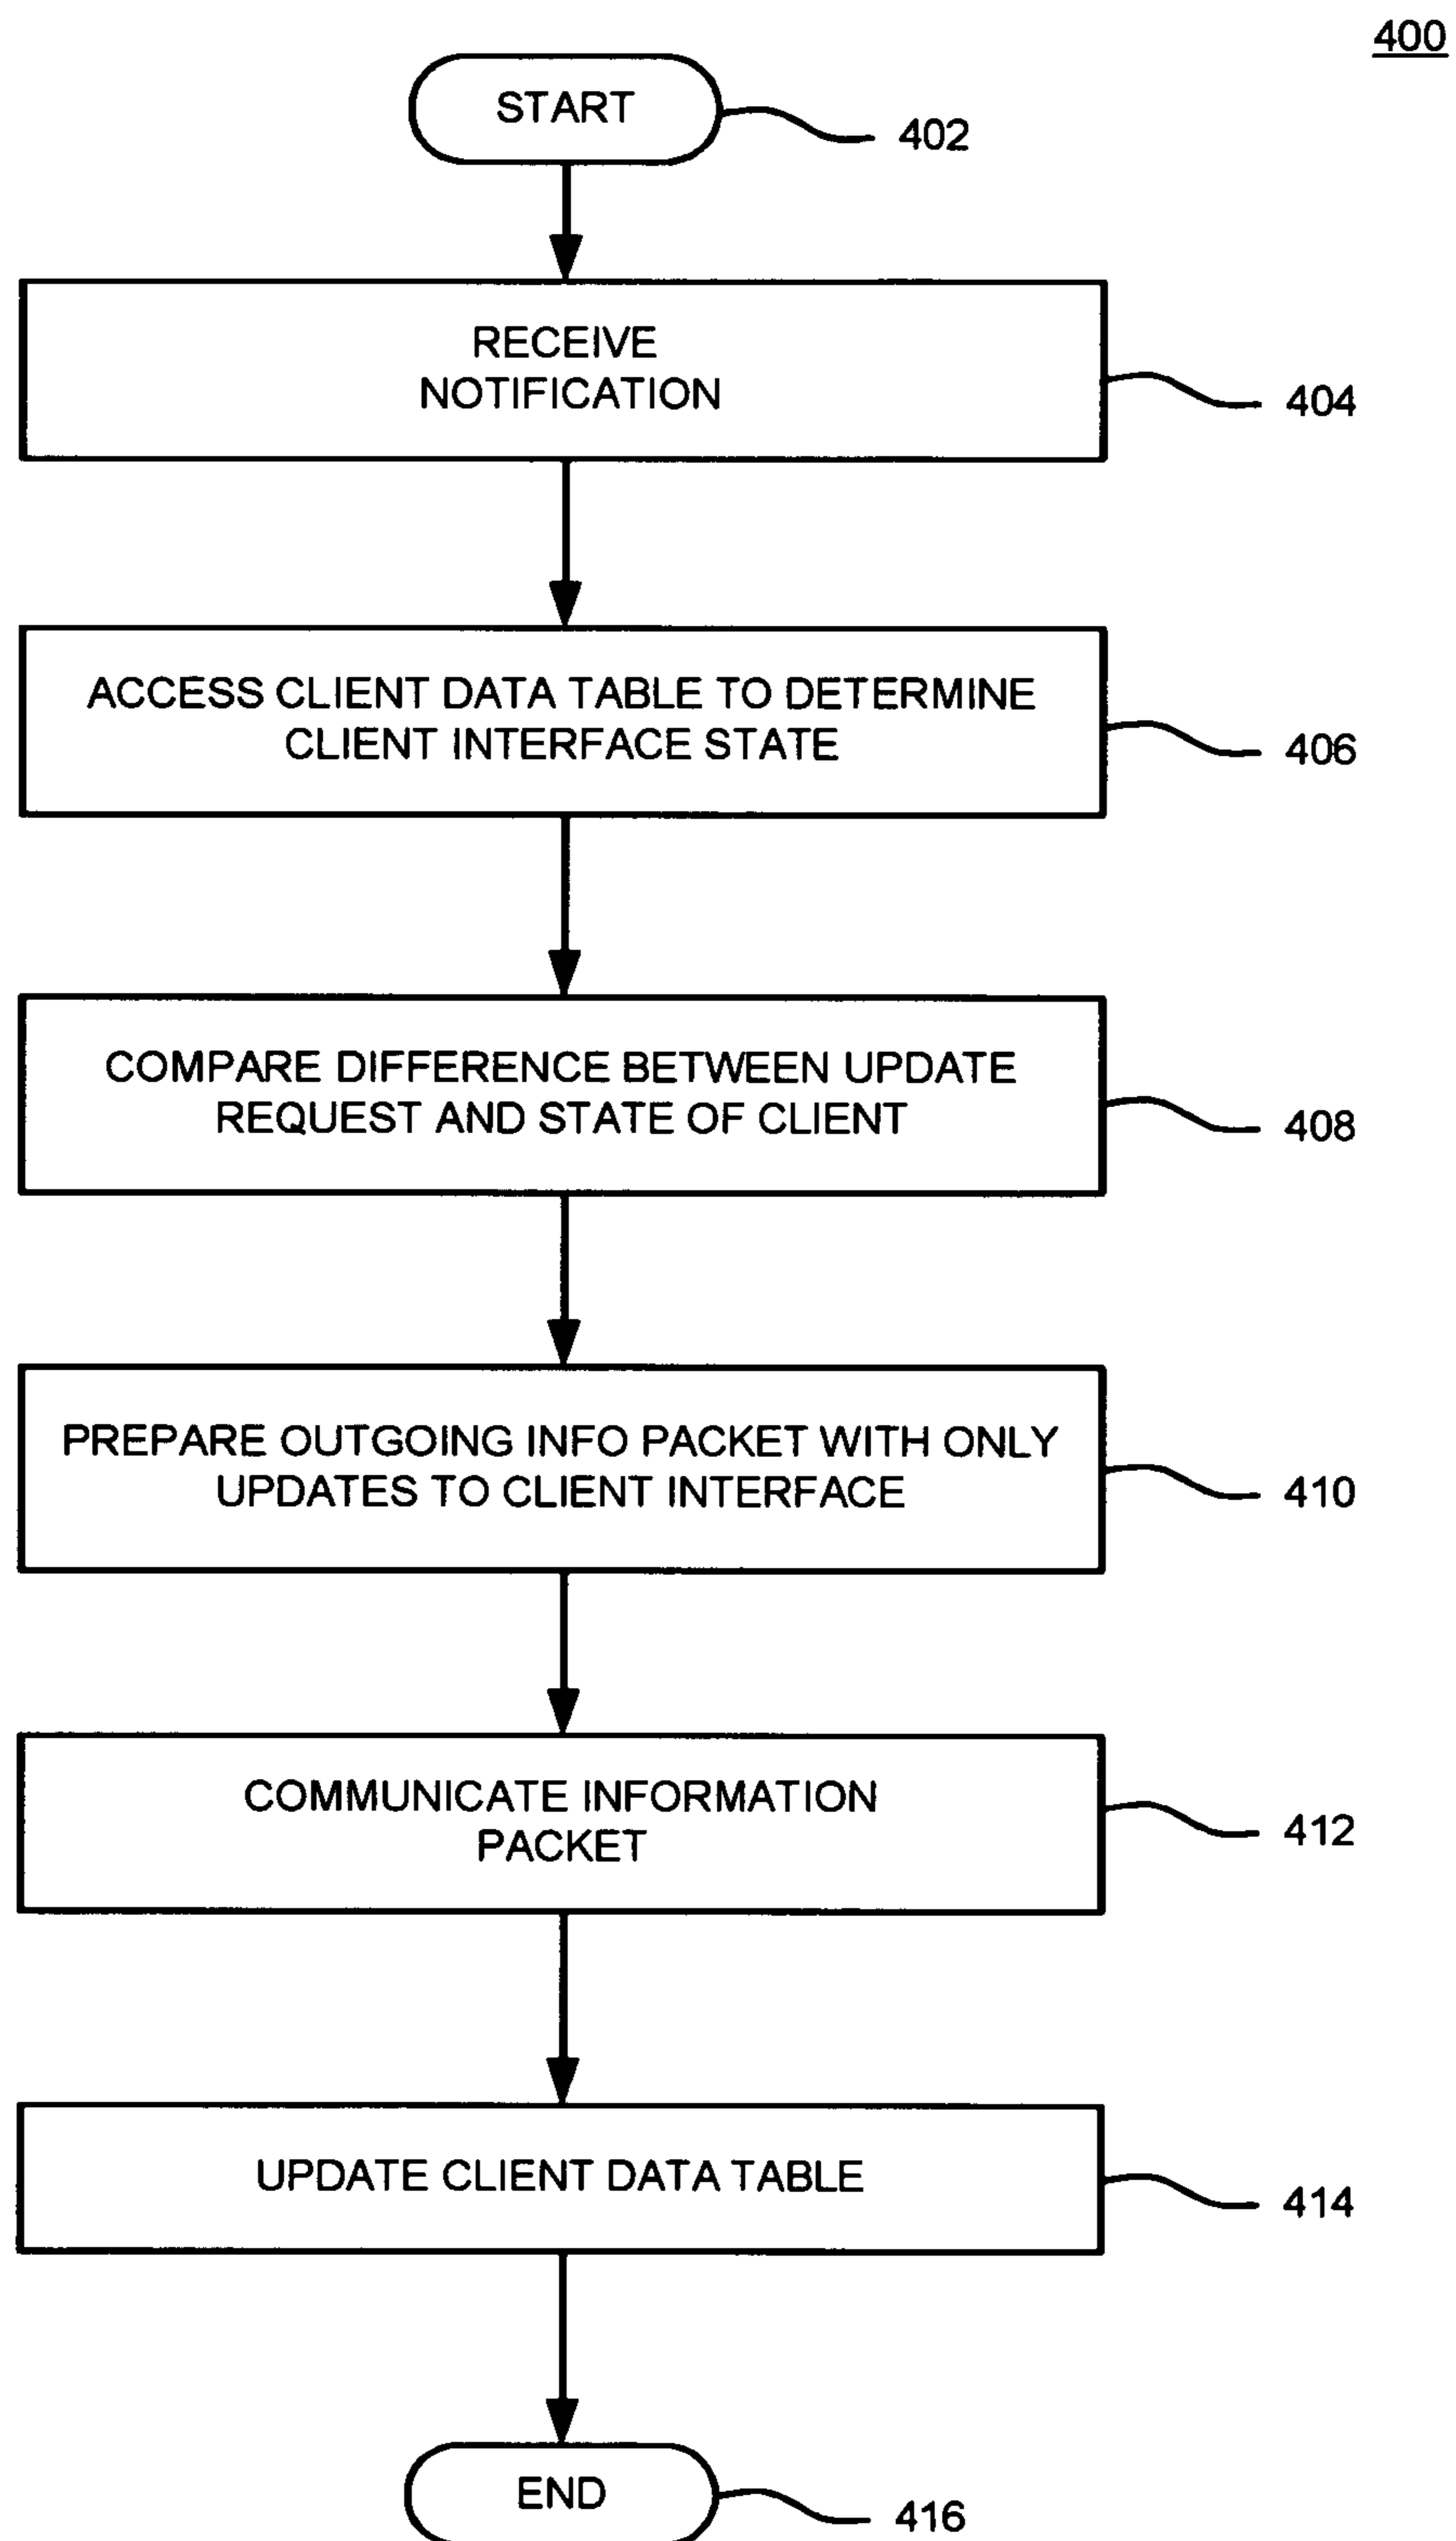 400
START
402
RECEIVE
NOTIFICATION
404
ACCESS CLIENT DATA TABLE TO DETERMINE
CLIENT INTERFACE STATE
406
COMPARE DIFFERENCE BETWEEN UPDATE
REQUEST AND STATE OF CLIENT
408
PREPARE OUTGOING INFO PACKET WITH ONLY
UPDATES TO CLIENT INTERFACE
410
COMMUNICATE INFORMATION
PACKET
412
UPDATE CLIENT DATA TABLE
414
END
416